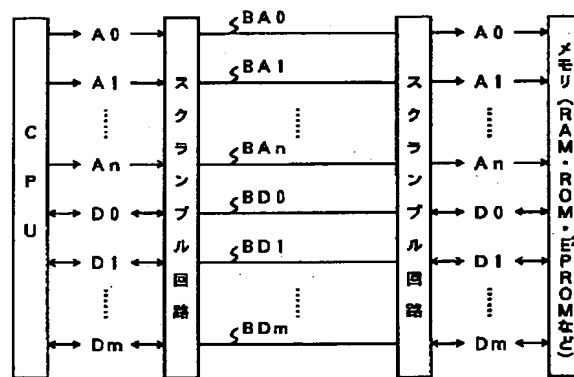 CPU
A0
A1
An
D0
D1
Dm
スクランブル回路
BA0
BA1
BAn
BD0
BD1
BDm
スクランブル回路
A0
A1
An
D0
D1
Dm
メモリ(RAM・ROM・EPROMなど)